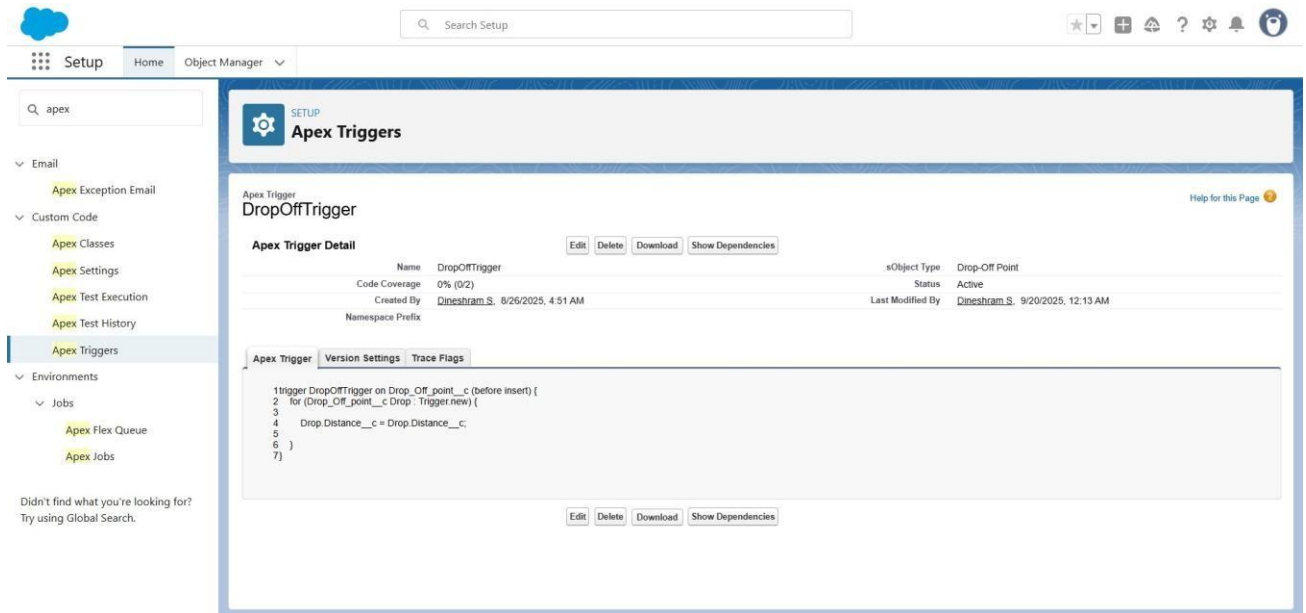 Search Setup
Setup Home Object Manager
apex
Email
Apex Exception Email
Custom Code
Apex Classes
Apex Settings
Apex Test Execution
Apex Test History
Apex Triggers
Environments
Jobs
Apex Flex Queue
Apex Jobs
Didn't find what you're looking for?
Try using Global Search.
SETUP
Apex Triggers
Apex Trigger
DropOffTrigger
Help for this Page
Apex Trigger Detail Edit Delete Download Show Dependencies
Name DropOffTrigger sObject Type Drop-Off Point
Code Coverage 0% (0/2) Status Active
Created By Dineshram S, 8/26/2025, 4:51 AM Last Modified By Dineshram S, 9/20/2025, 12:13 AM
Namespace Prefix
Apex Trigger Version Settings Trace Flags
1 trigger DropOffTrigger on Drop_Off_point__c (before insert) {
2 for (Drop_Off_point__c Drop : Trigger.new) {
3
4 Drop.Distance__c = Drop.Distance__c;
5
6 }
7 }
Edit Delete Download Show Dependencies